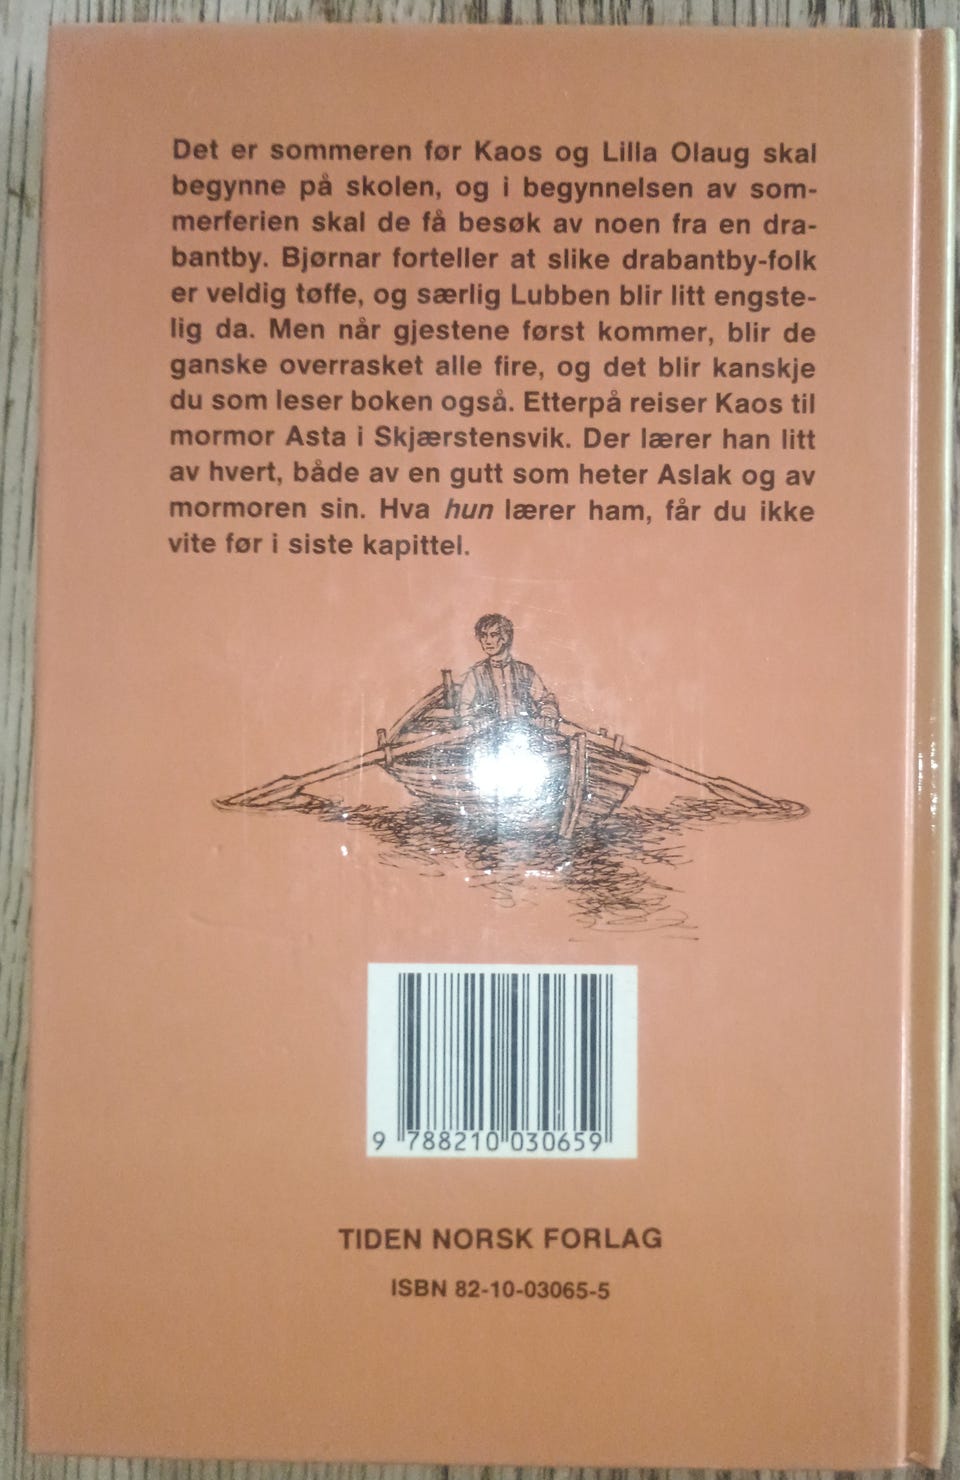 Det er sommeren før Kaos og Lilla Olaug skal
begynne på skolen, og i begynnelsen av som-
merferien skal de få besøk av noen fra en dra-
bantby. Bjørnar forteller at slike drabantby-folk
er veldig tøffe, og særlig Lubben blir litt engste-
lig da. Men når gjestene først kommer, blir de
ganske overrasket alle fire, og det blir kanskje
du som leser boken også. Etterpå reiser Kaos til
mormor Asta i Skjærstensvik. Der lærer han litt
av hvert, både av en gutt som heter Aslak og av
mormoren sin. Hva hun lærer ham, får du ikke
vite før i siste kapittel.
9 788210 030659
TIDEN NORSK FORLAG
ISBN 82-10-03065-5